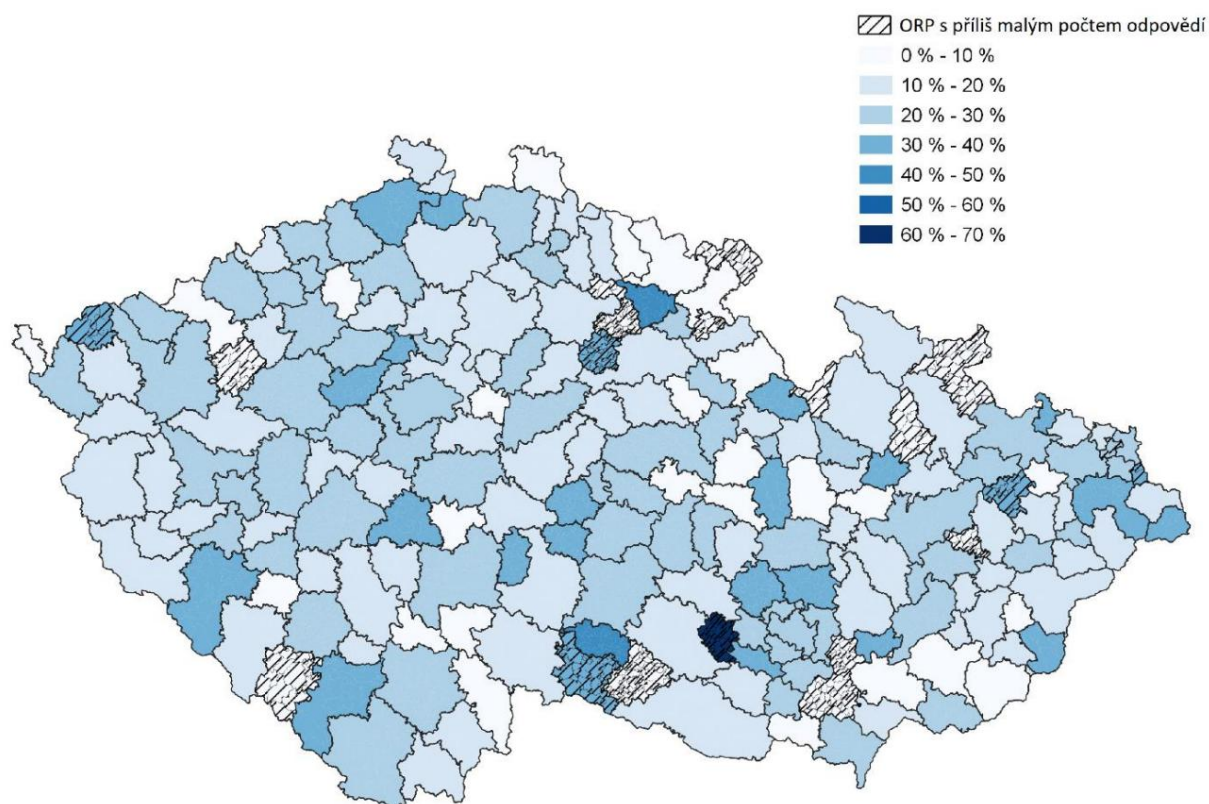 ORP s příliš malým počtem odpovědí
0 % - 10 %
10 % - 20 %
20 % - 30 %
30 % - 40 %
40 % - 50 %
50 % - 60 %
60 % - 70 %